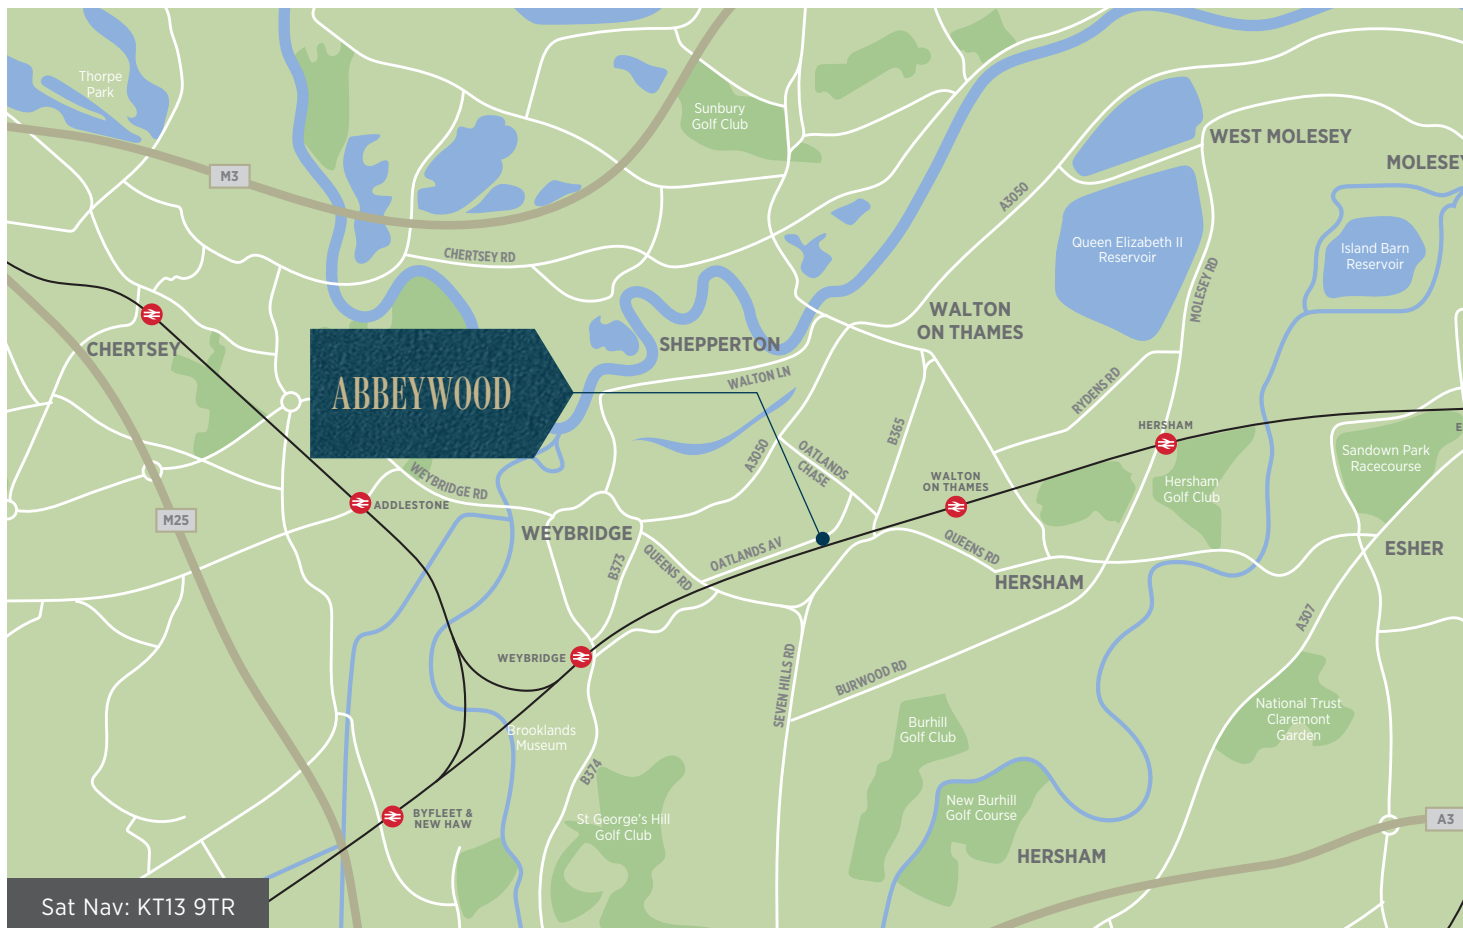 Thorpe
Park
M3
Sunbury
Golf Club
WEST MOLESEY
MOLESEY
A3050
Queen Elizabeth II
Reservoir
Island Barn
Reservoir
CHERTSEY RD
MOLESEY RD
WALTON
ON THAMES
CHERTSEY
SHEPPERTON
WALTON LN
ABBEYWOOD
RYDENS RD
B365
A3050
OATLANDS
CHASE
HERSHAM
E
Sandown Park
Racecourse
WEYBRIDGE RD
WALTON
ON THAMES
Hersham
Golf Club
ADDLESTONE
M25
WEYBRIDGE
OATLANDS AV
QUEENS RD
ESHER
B373
QUEENS RD
HERSHAM
A307
WEYBRIDGE
SEVEN HILLS RD
BURWOOD RD
National Trust
Claremont
Garden
Brooklands
Museum
Burhill
Golf Club
B374
BYFLEET &
NEW HAW
St George's Hill
Golf Club
New Burhill
Golf Course
A3
HERSHAM
Sat Nav: KT13 9TR